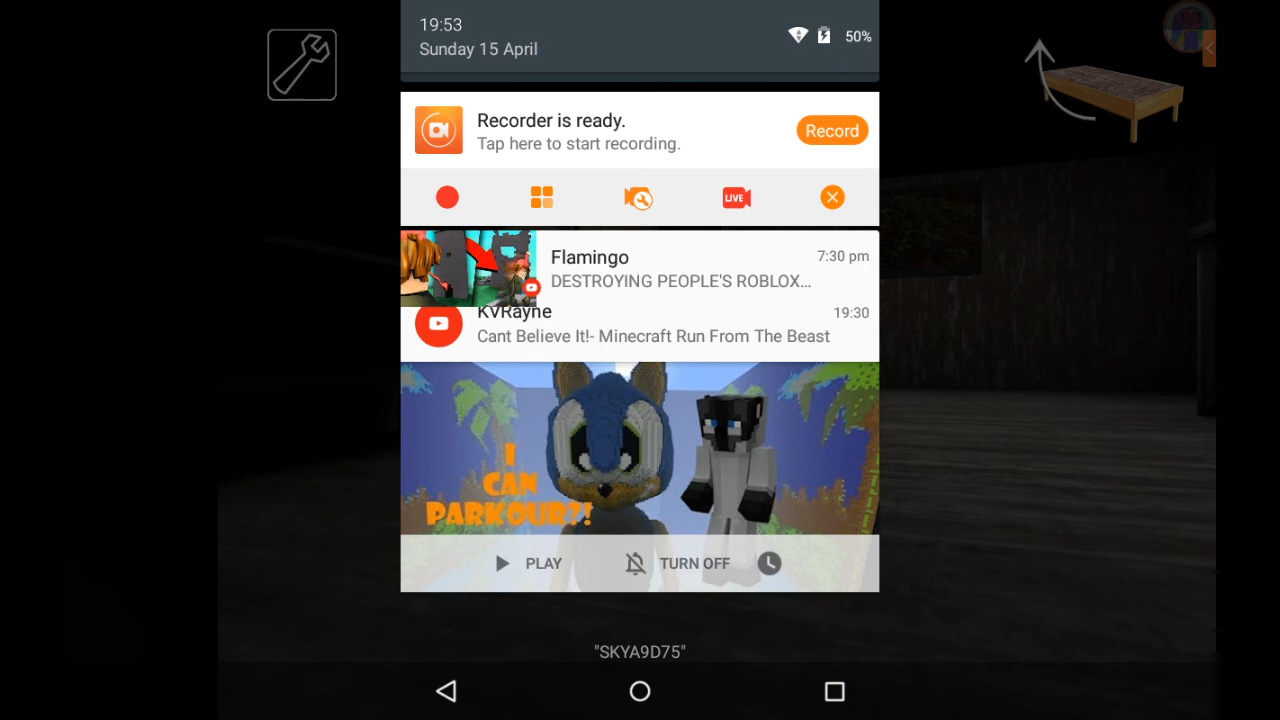 19:53
Sunday 15 April
50%
Recorder is ready.
Tap here to start recording.
Record
LIVE
Flamingo
7:30 pm
DESTROYING PEOPLE'S ROBLOX...
KVRayne
19:30
Cant Believe It!- Minecraft Run From The Beast
I
CAN
PARKOUR?!
PLAY
TURN OFF
"SKYA9D75"